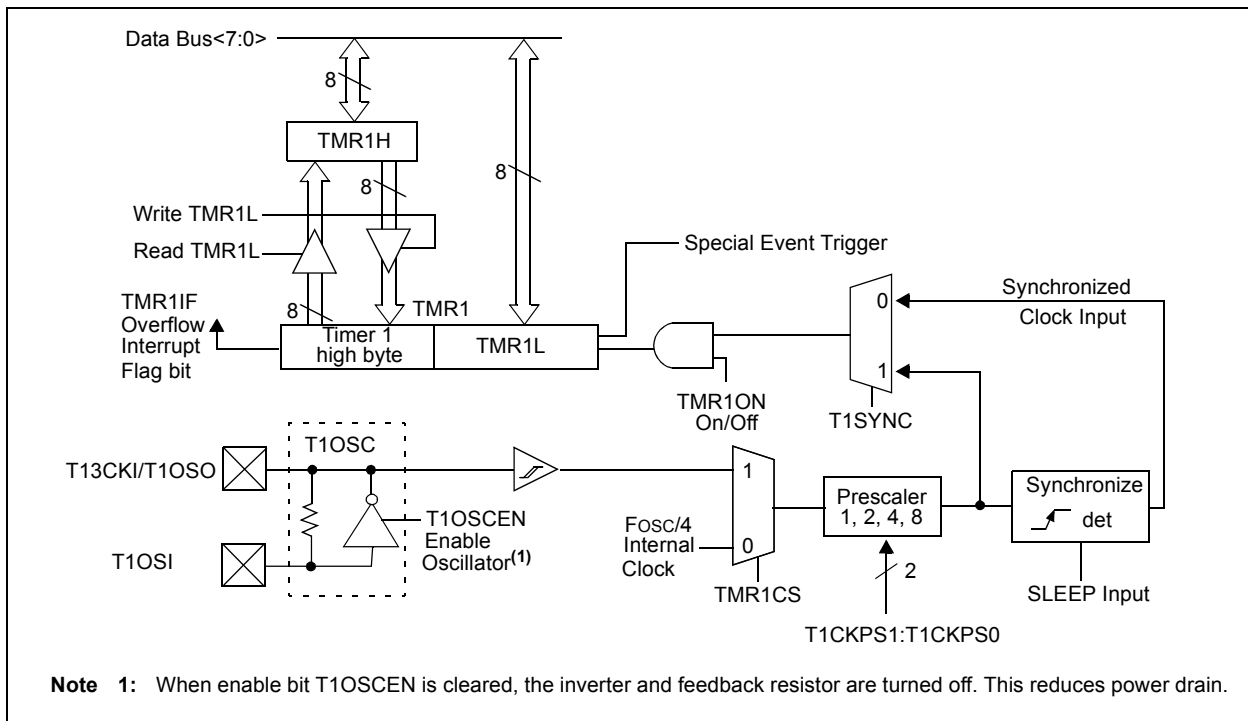 Data Bus<7:0>
8
TMR1H
8
8
Write TMR1L
Read TMR1L
Special Event Trigger
8
TMR1IF
Overflow
Interrupt
Flag bit
TMR1
Timer 1
high byte
TMR1L
0
1
Synchronized
Clock Input
TMR1ON
On/Off
T1SYNC
T1OSC
T13CKI/T1OSO
T1OSI
T1OSCEN
Enable
Oscillator(1)
1
0
FOSC/4
Internal
Clock
TMR1CS
Prescaler
1, 2, 4, 8
2
T1CKPS1:T1CKPS0
Synchronize
det
SLEEP Input
Note 1: When enable bit T1OSCEN is cleared, the inverter and feedback resistor are turned off. This reduces power drain.